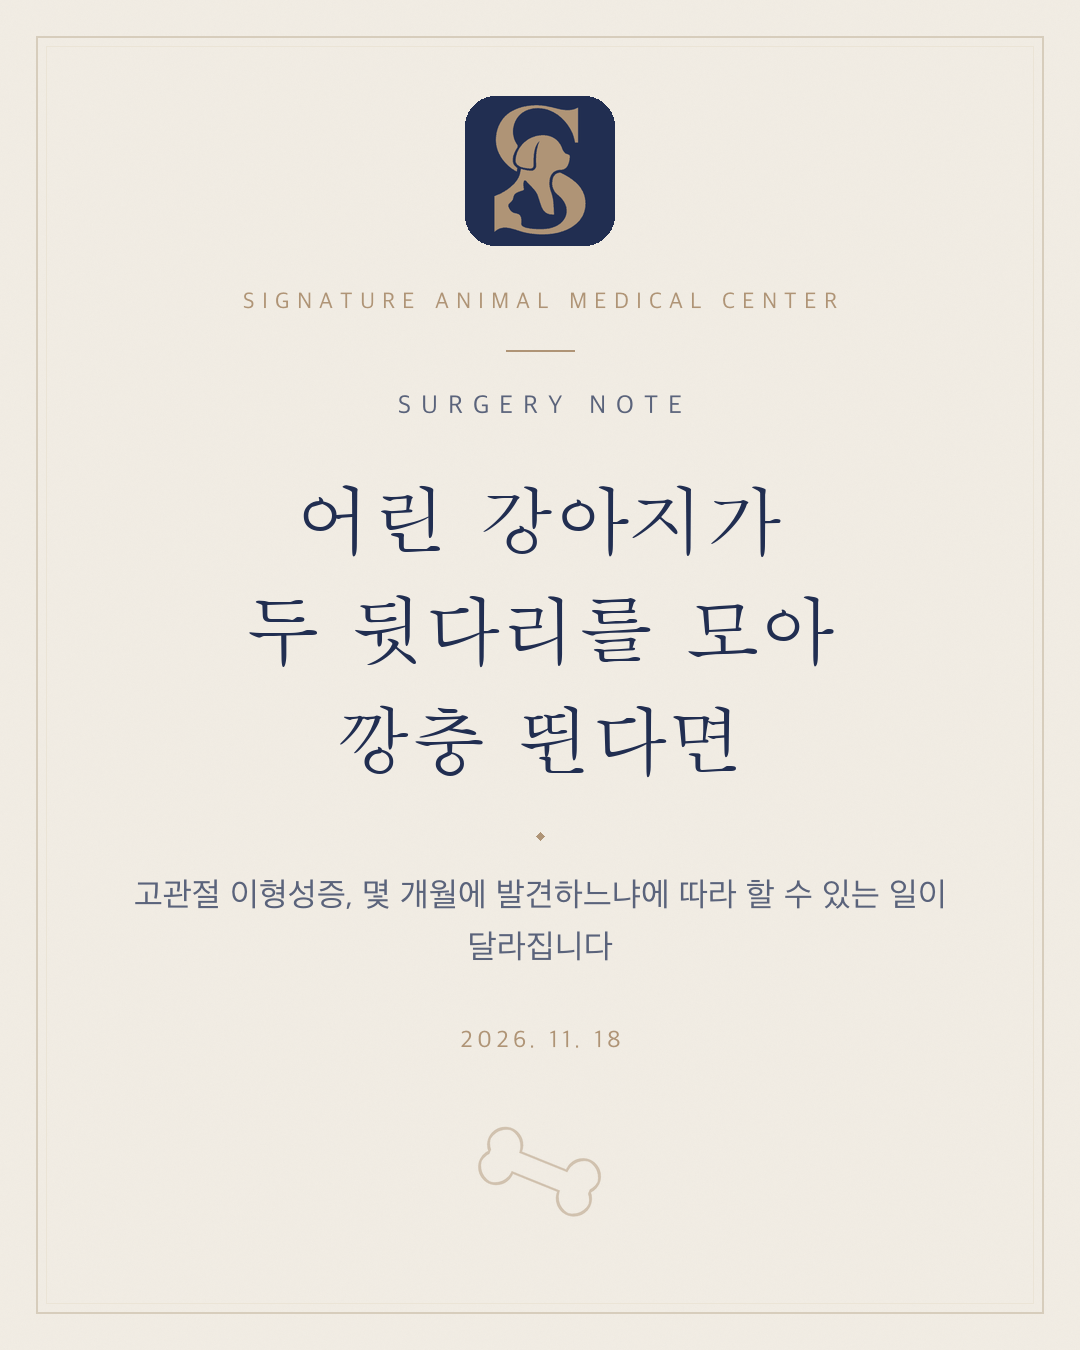 SIGNATURE ANIMAL MEDICAL CENTER
SURGERY NOTE
어린 강아지가
두 뒷다리를 모아
깡충 뛴다면
고관절 이형성증, 몇 개월에 발견하느냐에 따라 할 수 있는 일이
달라집니다
2026. 11. 18